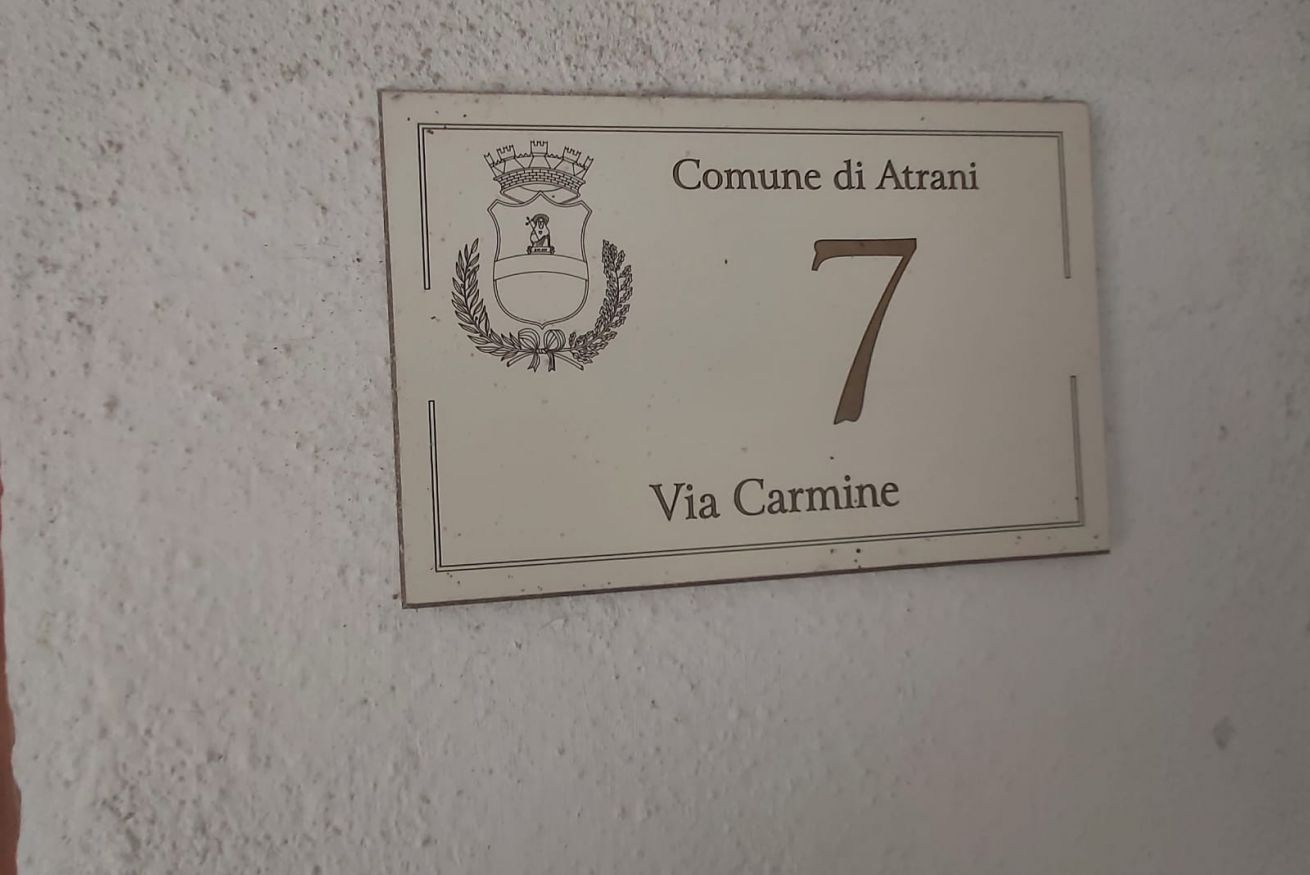 Comune di Atrani
7
Via Carmine